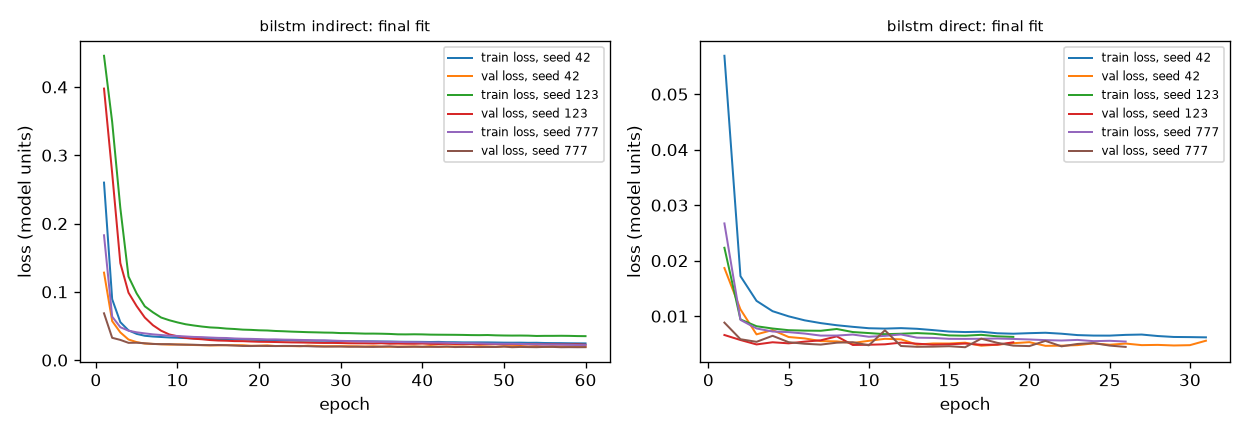 bilstm indirect: final fit
loss (model units)
0.4
0.3
0.2
0.1
0.0
train loss, seed 42
val loss, seed 42
train loss, seed 123
val loss, seed 123
train loss, seed 777
val loss, seed 777
0 10 20 30 40 50 60
epoch
bilstm direct: final fit
loss (model units)
0.05
0.04
0.03
0.02
0.01
train loss, seed 42
val loss, seed 42
train loss, seed 123
val loss, seed 123
train loss, seed 777
val loss, seed 777
0 5 10 15 20 25 30
epoch